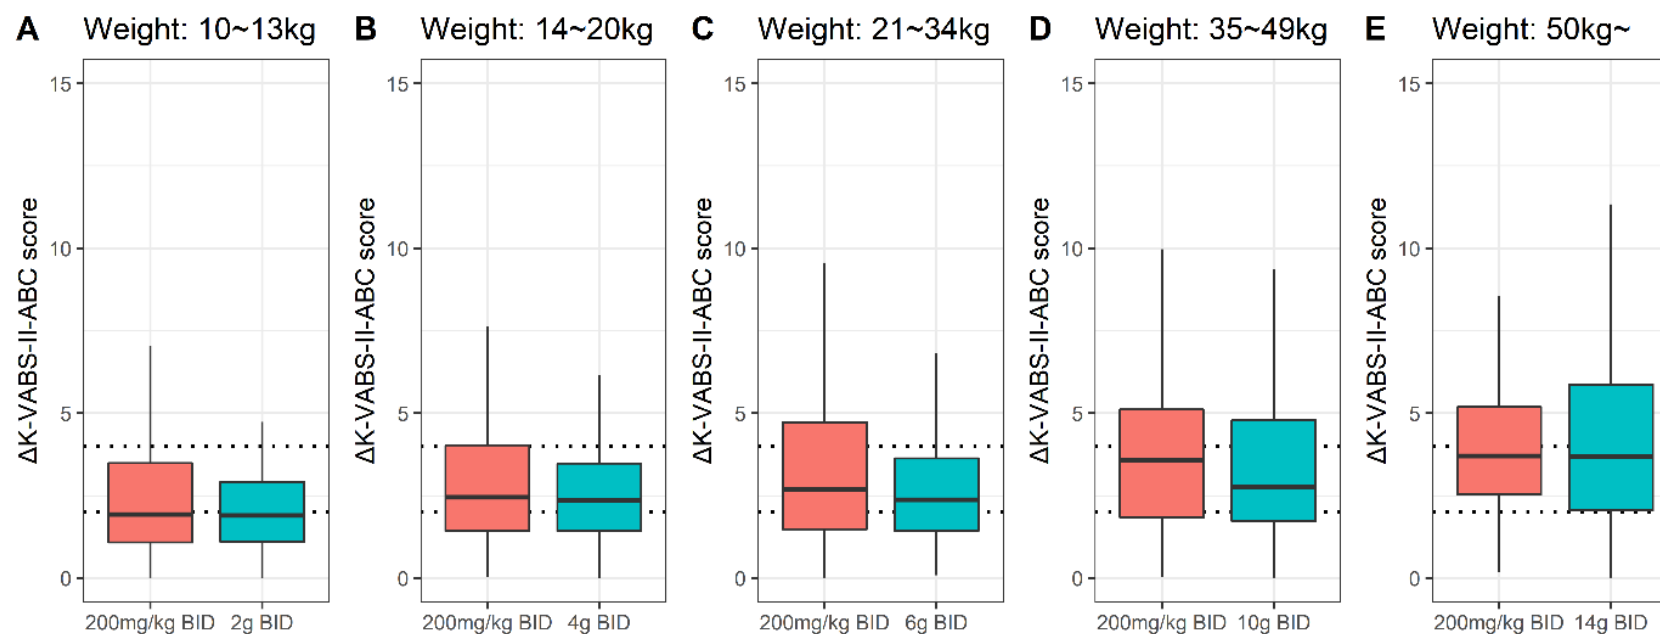 A Weight: 10~13kg
ΔK-VABS-II-ABC score
15
10
5
0
200mg/kg BID 2g BID
B Weight: 14~20kg
ΔK-VABS-II-ABC score
15
10
5
0
200mg/kg BID 4g BID
C Weight: 21~34kg
ΔK-VABS-II-ABC score
15
10
5
0
200mg/kg BID 6g BID
D Weight: 35~49kg
ΔK-VABS-II-ABC score
15
10
5
0
200mg/kg BID 10g BID
E Weight: 50kg~
ΔK-VABS-II-ABC score
15
10
5
0
200mg/kg BID 14g BID